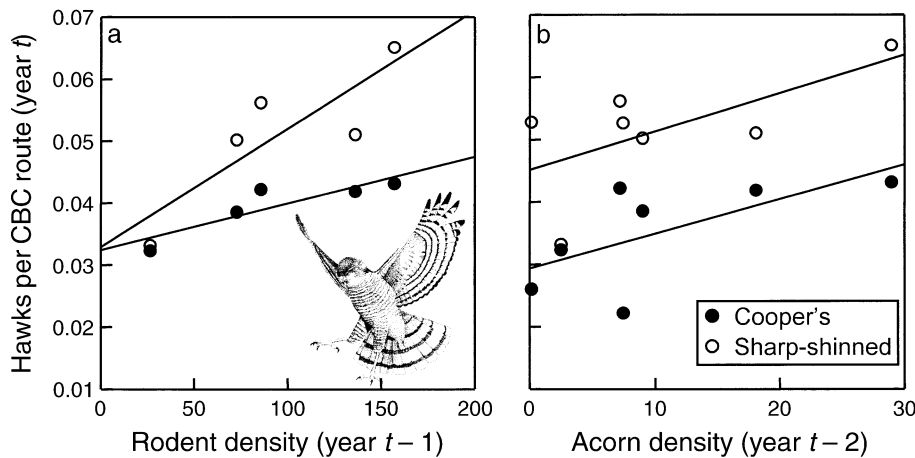 Hawks per CBC route (year t)
0.07
0.06
0.05
0.04
0.03
0.02
0.01
a
0
50
100
150
200
Rodent density (year t – 1)
b
Cooper's
Sharp-shinned
0
10
20
30
Acorn density (year t – 2)